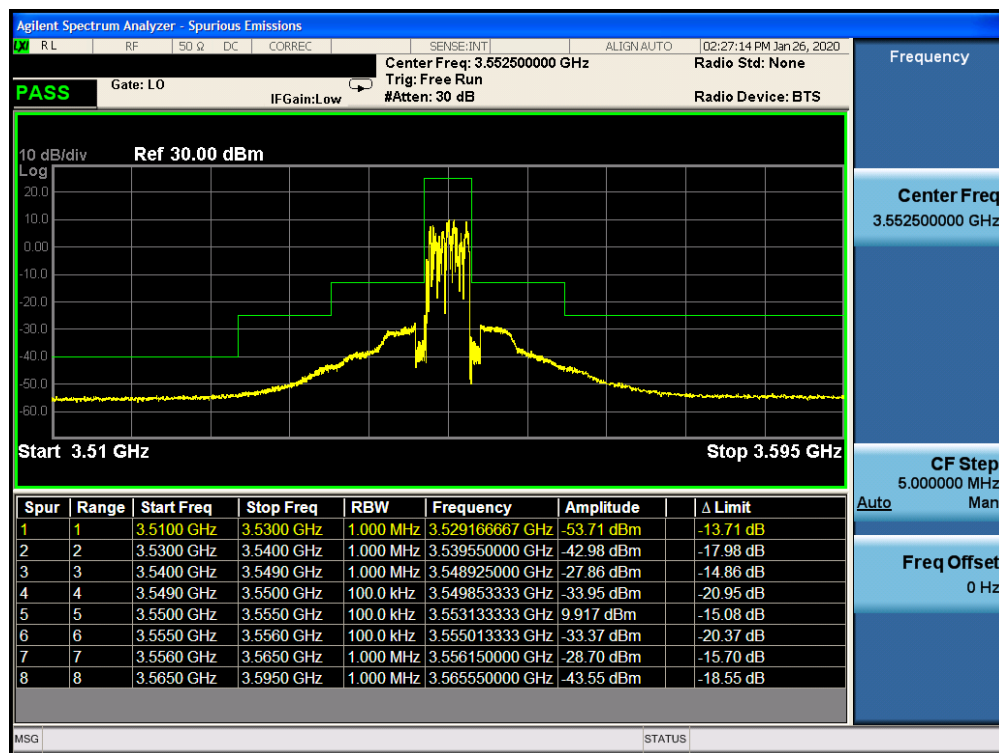 Agilent Spectrum Analyzer - Spurious Emissions
LXI RL RF 50 Ω DC CORREC SENSE:INT ALIGN AUTO 02:27:14 PM Jan 26, 2020
Center Freq: 3.552500000 GHz Radio Std: None
Trig: Free Run
PASS Gate: LO IFGain:Low #Atten: 30 dB Radio Device: BTS
10 dB/div Ref 30.00 dBm
Log
20.0
10.0
0.00
-10.0
-20.0
-30.0
-40.0
-50.0
-60.0
Start 3.51 GHz Stop 3.595 GHz
Spur Range Start Freq Stop Freq RBW Frequency Amplitude Δ Limit
1 1 3.5100 GHz 3.5300 GHz 1.000 MHz 3.529166667 GHz -53.71 dBm -13.71 dB
2 2 3.5300 GHz 3.5400 GHz 1.000 MHz 3.539550000 GHz -42.98 dBm -17.98 dB
3 3 3.5400 GHz 3.5490 GHz 1.000 MHz 3.548925000 GHz -27.86 dBm -14.86 dB
4 4 3.5490 GHz 3.5500 GHz 100.0 kHz 3.549853333 GHz -33.95 dBm -20.95 dB
5 5 3.5500 GHz 3.5550 GHz 100.0 kHz 3.553133333 GHz 9.917 dBm -15.08 dB
6 6 3.5550 GHz 3.5560 GHz 100.0 kHz 3.555013333 GHz -33.37 dBm -20.37 dB
7 7 3.5560 GHz 3.5650 GHz 1.000 MHz 3.556150000 GHz -28.70 dBm -15.70 dB
8 8 3.5650 GHz 3.5950 GHz 1.000 MHz 3.565550000 GHz -43.55 dBm -18.55 dB
MSG STATUS
Frequency
Center Freq
3.552500000 GHz
CF Step
5.000000 MHz
Auto Man
Freq Offset
0 Hz